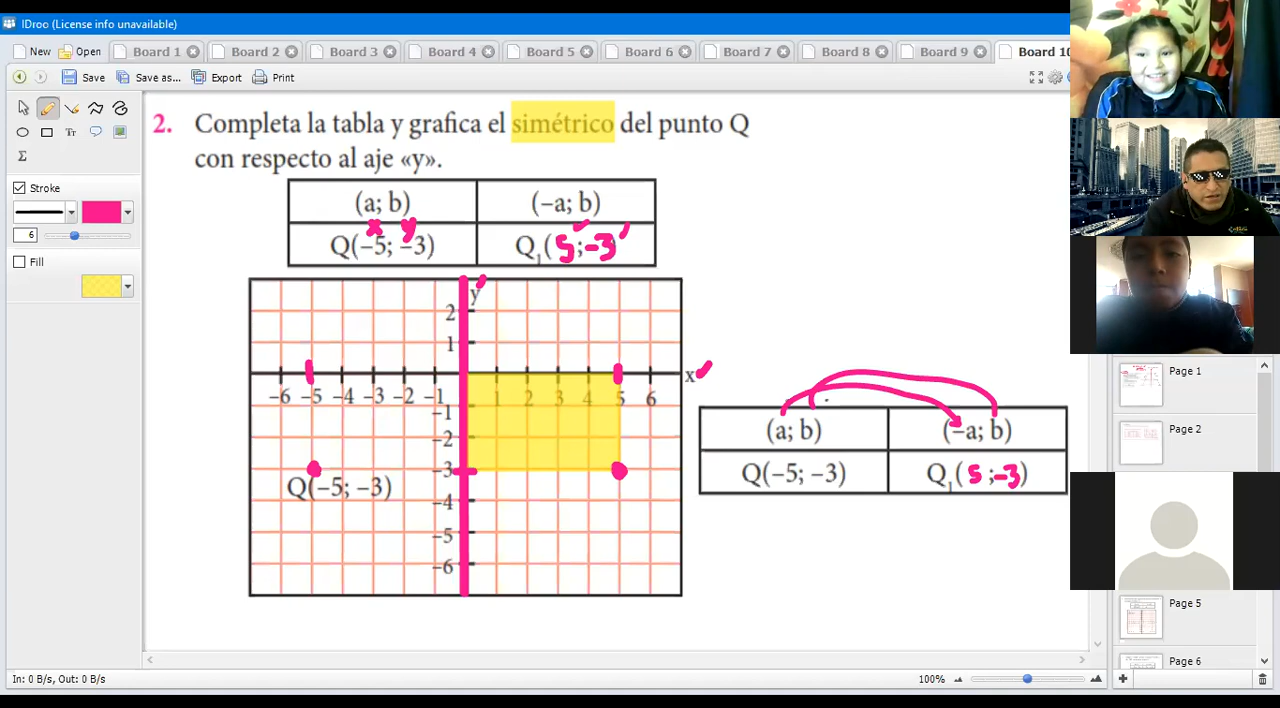 IDroo (License info unavailable)
New Open Board 1 Board 2 Board 3 Board 4 Board 5 Board 6 Board 7 Board 8 Board 9 Board 10
Save Save as... Export Print
Tт
Σ
Stroke
6
Fill
2. Completa la tabla y grafica el simétrico del punto Q
con respecto al aje «y».
(a; b) (−a; b)
x y
Q(−5; −3) Q₁( 5 ;−3 )
y
2
1
x
−6 −5 −4 −3 −2 −1 1 2 3 4 5 6
−1
−2
−3
Q(−5; −3)
−4
−5
−6
(a; b) (−a; b)
Q(−5; −3) Q₁( 5 ;−3 )
Page 1
Page 2
Page 5
Page 6
In: 0 B/s, Out: 0 B/s 100%